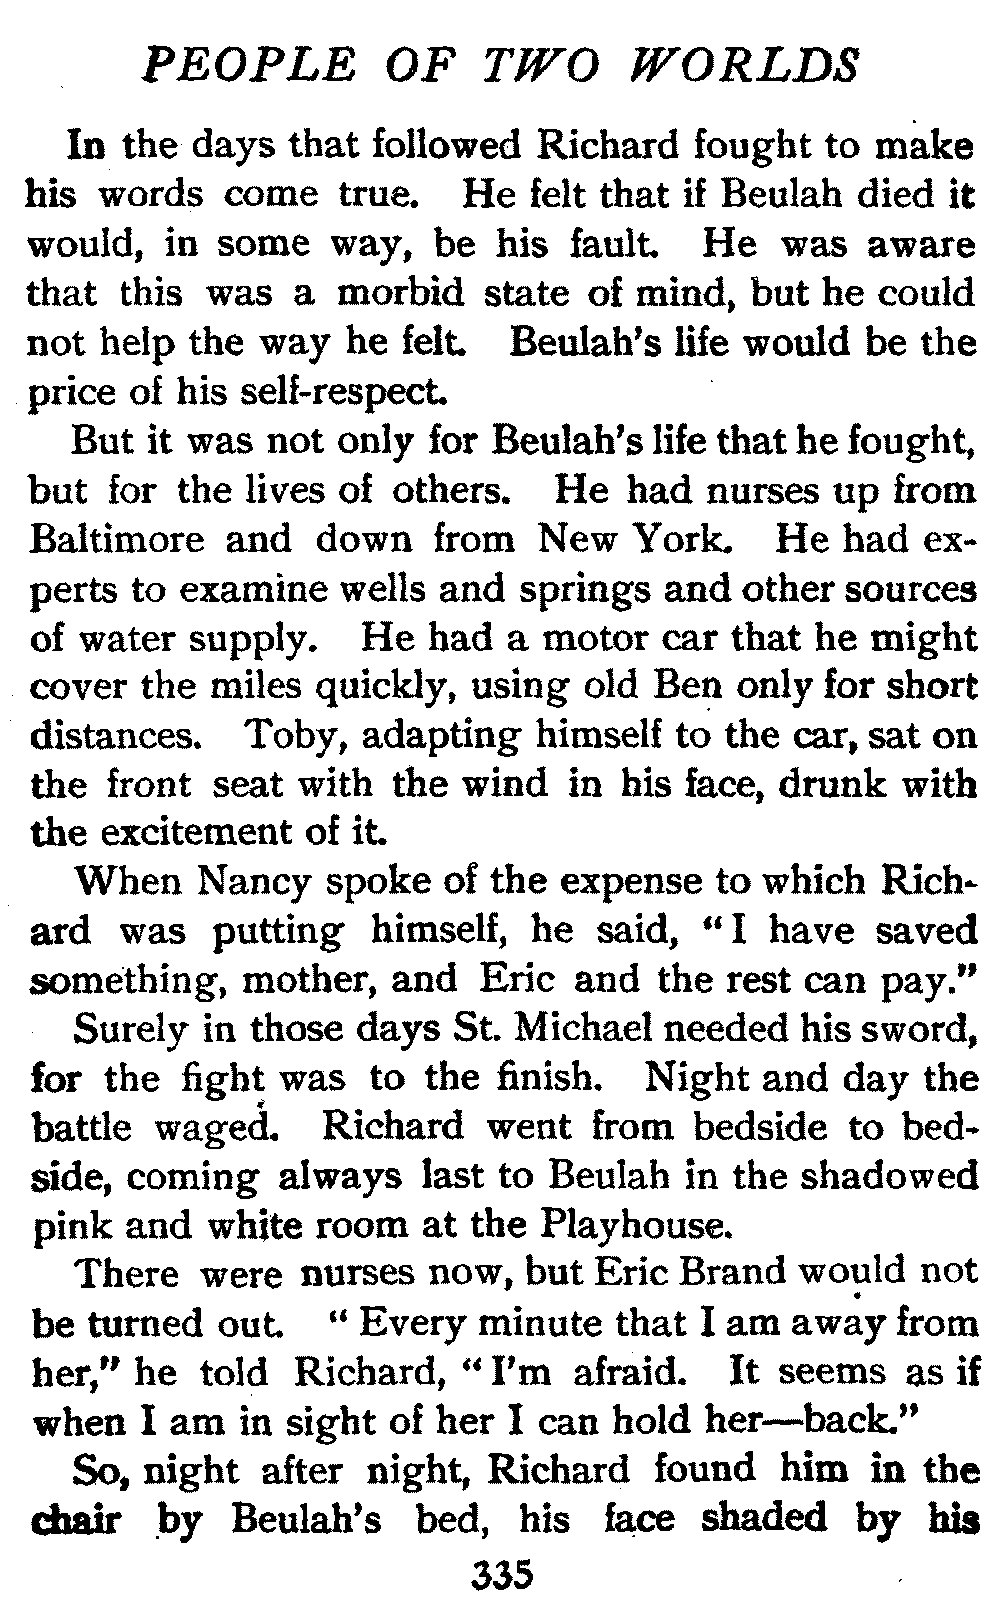 PEOPLE OF TWO WORLDS
In the days that followed Richard fought to make
his words come true. He felt that if Beulah died it
would, in some way, be his fault. He was aware
that this was a morbid state of mind, but he could
not help the way he felt. Beulah's life would be the
price of his self-respect.
But it was not only for Beulah's life that he fought,
but for the lives of others. He had nurses up from
Baltimore and down from New York. He had ex-
perts to examine wells and springs and other sources
of water supply. He had a motor car that he might
cover the miles quickly, using old Ben only for short
distances. Toby, adapting himself to the car, sat on
the front seat with the wind in his face, drunk with
the excitement of it.
When Nancy spoke of the expense to which Rich-
ard was putting himself, he said, "I have saved
something, mother, and Eric and the rest can pay."
Surely in those days St. Michael needed his sword,
for the fight was to the finish. Night and day the
battle waged. Richard went from bedside to bed-
side, coming always last to Beulah in the shadowed
pink and white room at the Playhouse.
There were nurses now, but Eric Brand would not
be turned out. "Every minute that I am away from
her," he told Richard, "I'm afraid. It seems as if
when I am in sight of her I can hold her—back."
So, night after night, Richard found him in the
chair by Beulah's bed, his face shaded by his
335